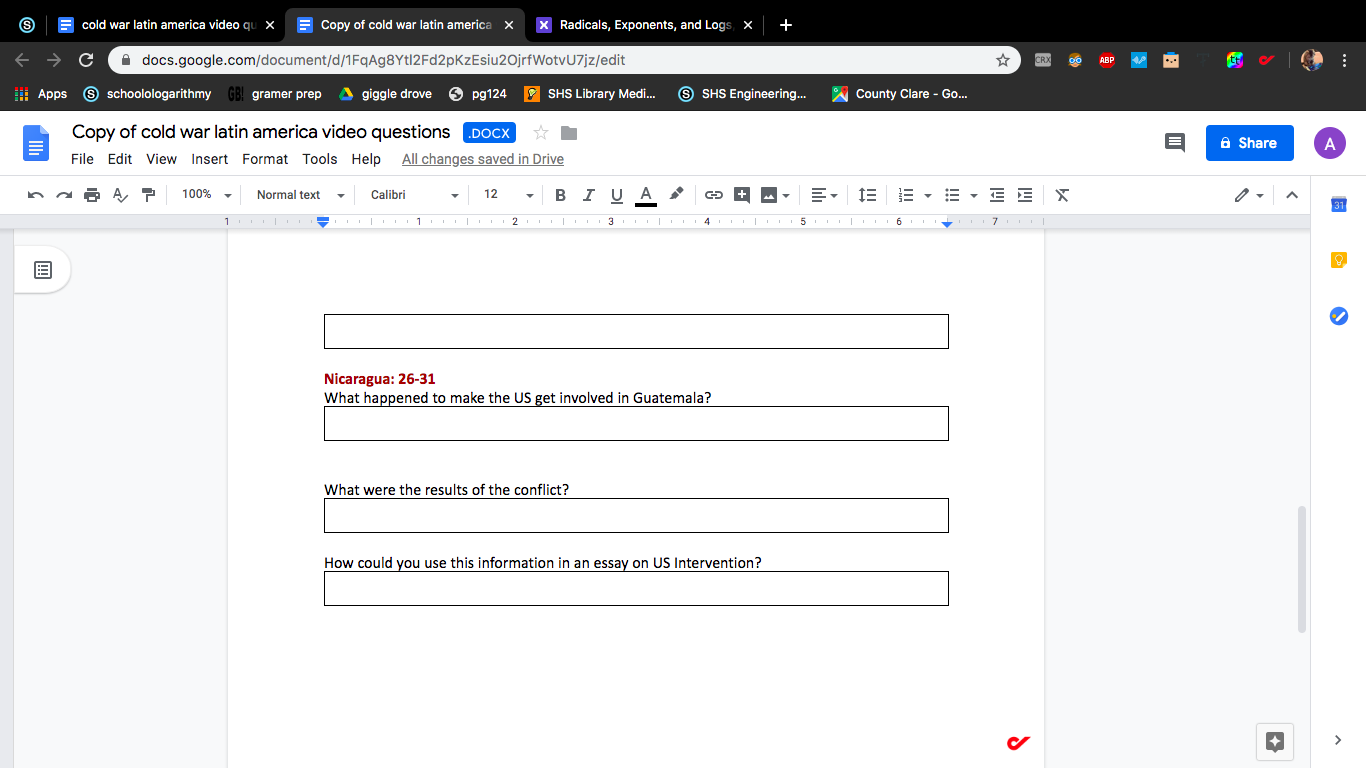 cold war latin america video qu
Copy of cold war latin america
Radicals, Exponents, and Logs,
docs.google.com/document/d/1FqAg8Ytl2Fd2pKzEsiu2OjrfWotvU7jz/edit
CRX
ABP
Apps
schoolologarithmy
GB!
gramer prep
giggle drove
pg124
SHS Library Medi...
SHS Engineering...
County Clare - Go...
Copy of cold war latin america video questions
.DOCX
Share
A
File Edit View Insert Format Tools Help All changes saved in Drive
100% Normal text Calibri 12 B I U A
31
1 1 2 3 4 5 6 7
Nicaragua: 26-31
What happened to make the US get involved in Guatemala?
What were the results of the conflict?
How could you use this information in an essay on US Intervention?